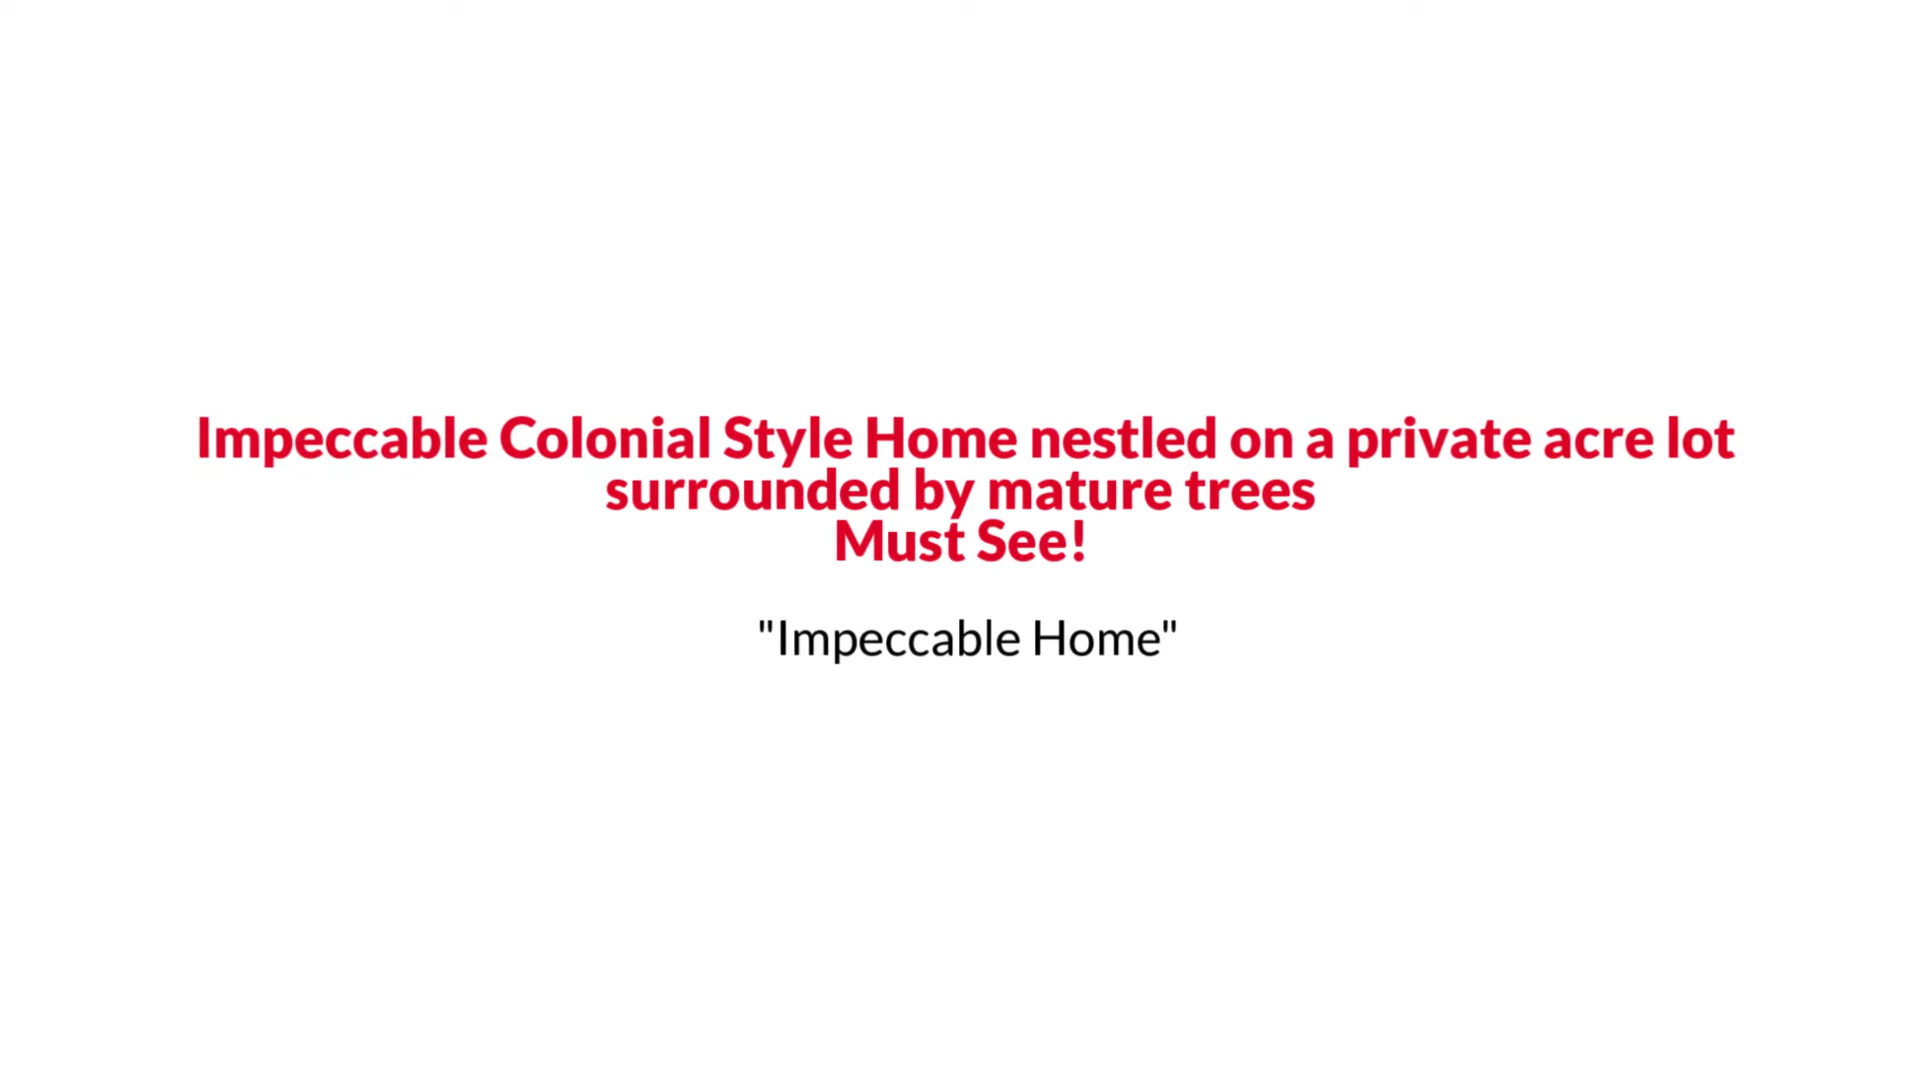 Impeccable Colonial Style Home nestled on a private acre lot
surrounded by mature trees
Must See!
"Impeccable Home"